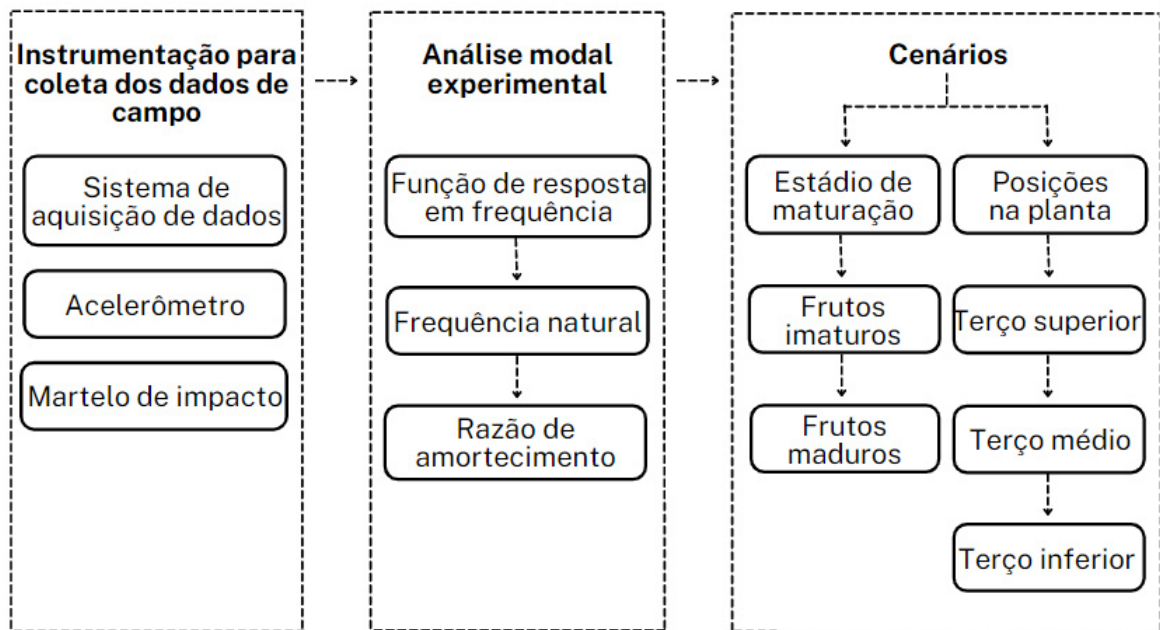 Instrumentação para
coleta dos dados de
campo
Sistema de
aquisição de dados
Acelerômetro
Martelo de impacto
Análise modal
experimental
Função de resposta
em frequência
Frequência natural
Razão de
amortecimento
Cenários
Estádio de
maturação
Frutos
imaturos
Frutos
maduros
Posições
na planta
Terço superior
Terço médio
Terço inferior